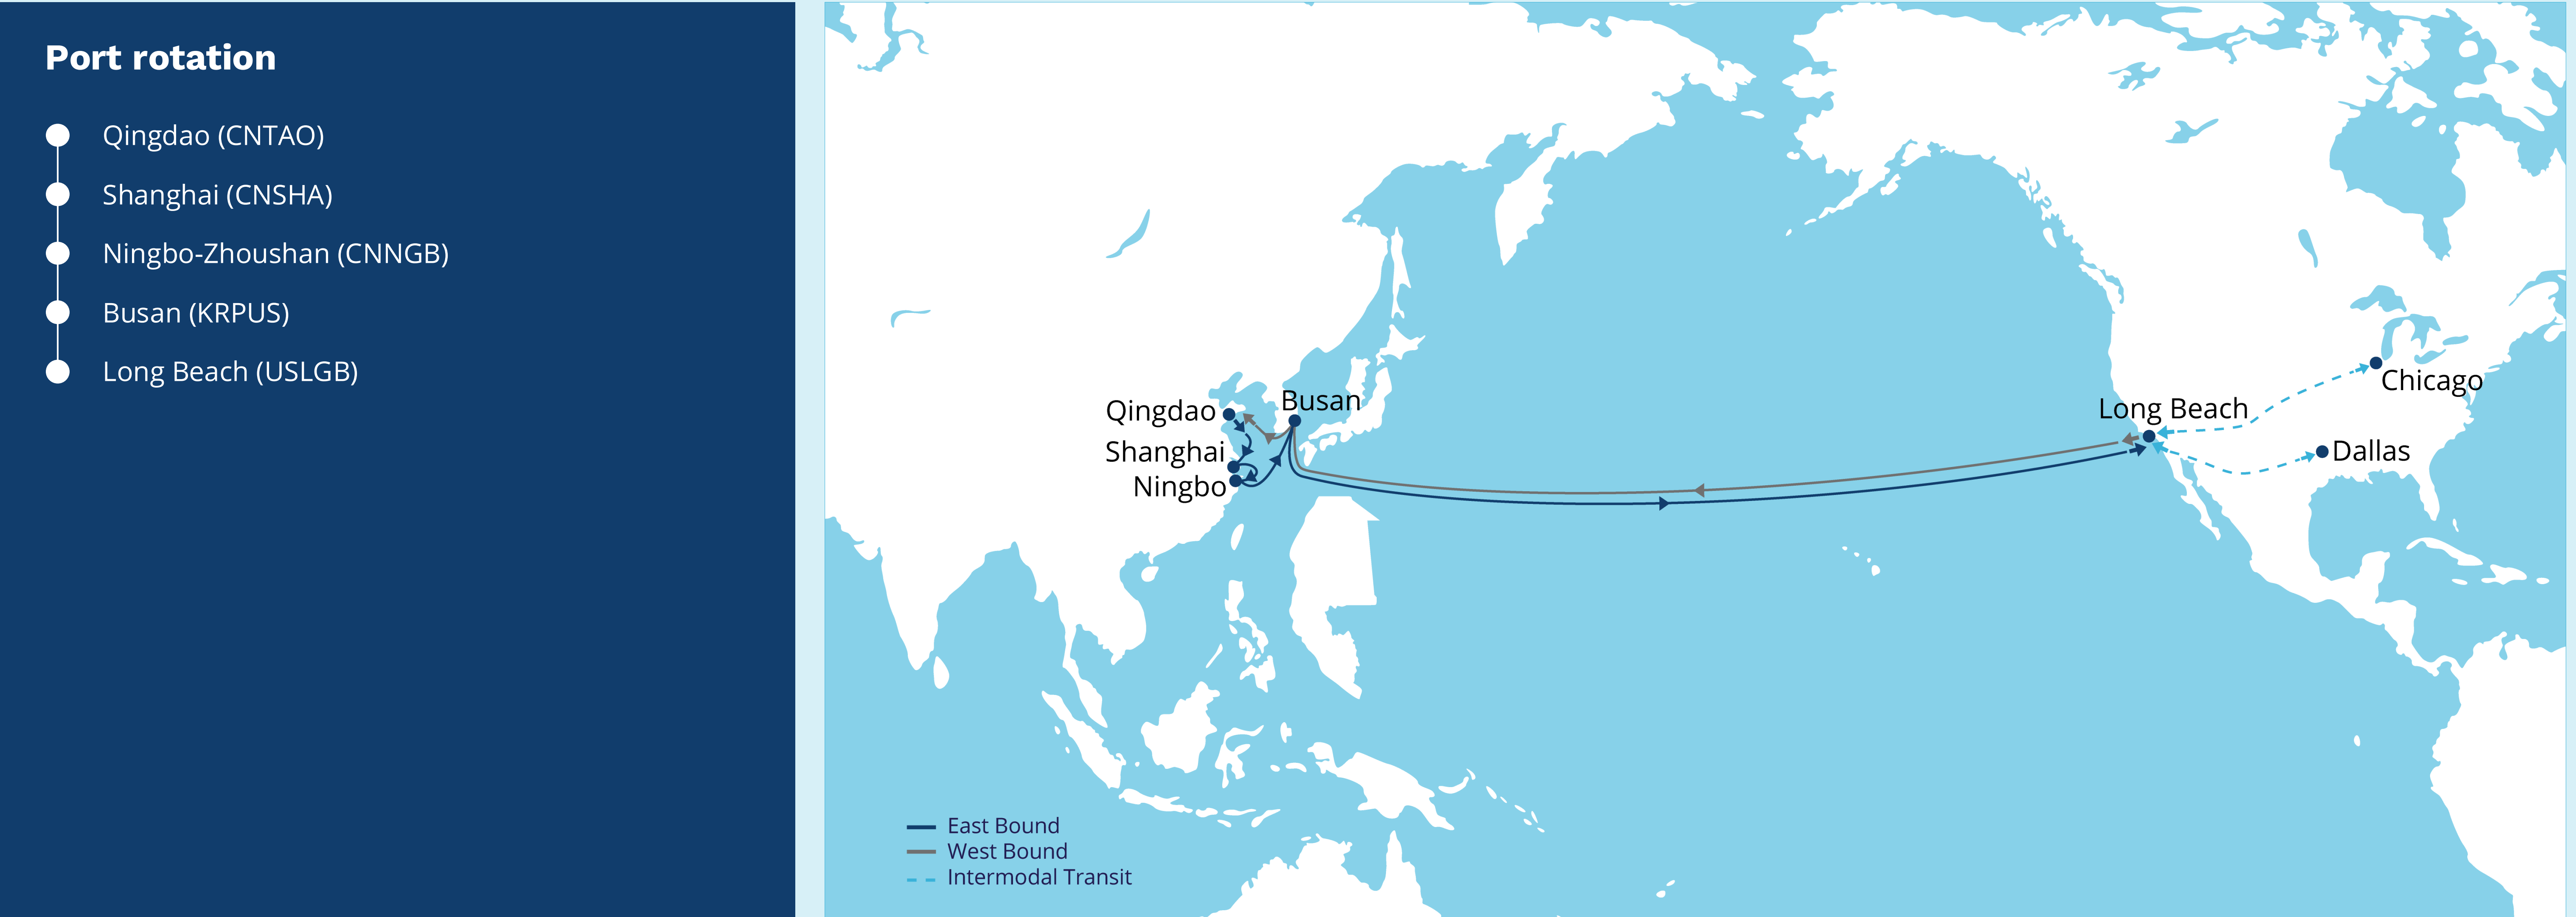 Port rotation
Qingdao (CNTAO)
Shanghai (CNSHA)
Ningbo-Zhoushan (CNNGB)
Busan (KRPUS)
Long Beach (USLGB)
Qingdao
Busan
Shanghai
Ningbo
Long Beach
Chicago
Dallas
East Bound
West Bound
Intermodal Transit